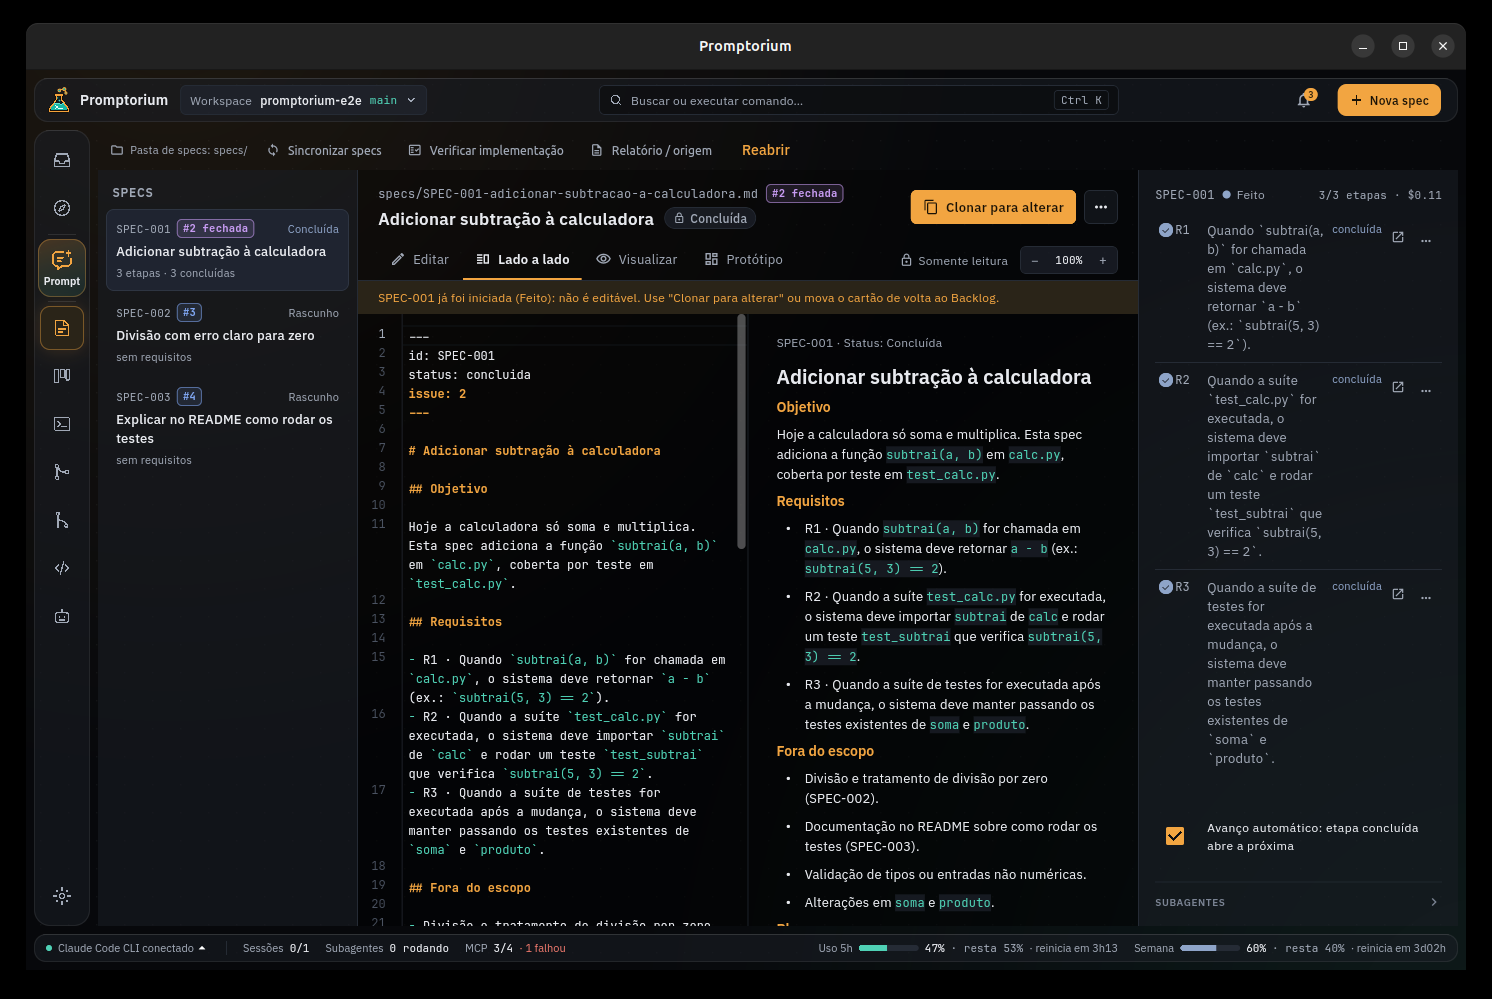 Promptorium
Promptorium
Workspace promptorium-e2e main
Buscar ou executar comando...
Ctrl K
3
+ Nova spec
Pasta de specs: specs/
Sincronizar specs
Verificar implementação
Relatório / origem
Reabrir
Prompt
SPECS
SPEC-001 #2 fechada Concluída
Adicionar subtração à calculadora
3 etapas · 3 concluídas
SPEC-002 #3 Rascunho
Divisão com erro claro para zero
sem requisitos
SPEC-003 #4 Rascunho
Explicar no README como rodar os
testes
sem requisitos
specs/SPEC-001-adicionar-subtracao-a-calculadora.md #2 fechada
Adicionar subtração à calculadora Concluída
Clonar para alterar
Editar
Lado a lado
Visualizar
Protótipo
Somente leitura
− 100% +
SPEC-001 já foi iniciada (Feito): não é editável. Use "Clonar para alterar" ou mova o cartão de volta ao Backlog.
1 ---
2 id: SPEC-001
3 status: concluida
4 issue: 2
5 ---
6
7 # Adicionar subtração à calculadora
8
9 ## Objetivo
10
11 Hoje a calculadora só soma e multiplica.
Esta spec adiciona a função `subtrai(a, b)`
em `calc.py`, coberta por teste em
`test_calc.py`.
12
13 ## Requisitos
14
15 - R1 · Quando `subtrai(a, b)` for chamada em
`calc.py`, o sistema deve retornar `a - b`
(ex.: `subtrai(5, 3) == 2`).
16 - R2 · Quando a suíte `test_calc.py` for
executada, o sistema deve importar `subtrai`
de `calc` e rodar um teste `test_subtrai`
que verifica `subtrai(5, 3) == 2`.
17 - R3 · Quando a suíte de testes for
executada após a mudança, o sistema deve
manter passando os testes existentes de
`soma` e `produto`.
18
19 ## Fora do escopo
20
21 - Divisão e tratamento de divisão por zero
SPEC-001 · Status: Concluída
Adicionar subtração à calculadora
Objetivo
Hoje a calculadora só soma e multiplica. Esta spec
adiciona a função subtrai(a, b) em calc.py,
coberta por teste em test_calc.py.
Requisitos
• R1 · Quando subtrai(a, b) for chamada em
calc.py, o sistema deve retornar a - b (ex.:
subtrai(5, 3) == 2).
• R2 · Quando a suíte test_calc.py for executada,
o sistema deve importar subtrai de calc e rodar
um teste test_subtrai que verifica subtrai(5,
3) == 2.
• R3 · Quando a suíte de testes for executada após
a mudança, o sistema deve manter passando os
testes existentes de soma e produto.
Fora do escopo
• Divisão e tratamento de divisão por zero
(SPEC-002).
• Documentação no README sobre como rodar os
testes (SPEC-003).
• Validação de tipos ou entradas não numéricas.
• Alterações em soma e produto.
SPEC-001 Feito 3/3 etapas · $0.11
R1 Quando `subtrai(a, concluída
b)` for chamada
em `calc.py`, o
sistema deve
retornar `a - b`
(ex.: `subtrai(5, 3)
== 2`).
R2 Quando a suíte concluída
`test_calc.py` for
executada, o
sistema deve
importar `subtrai`
de `calc` e rodar
um teste
`test_subtrai` que
verifica `subtrai(5,
3) == 2`.
R3 Quando a suíte de concluída
testes for
executada após a
mudança, o
sistema deve
manter passando
os testes
existentes de
`soma` e
`produto`.
Avanço automático: etapa concluída
abre a próxima
SUBAGENTES
Claude Code CLI conectado
Sessões 0/1
Subagentes 0 rodando
MCP 3/4 · 1 falhou
Uso 5h 47% · resta 53% · reinicia em 3h13
Semana 60% · resta 40% · reinicia em 3d02h